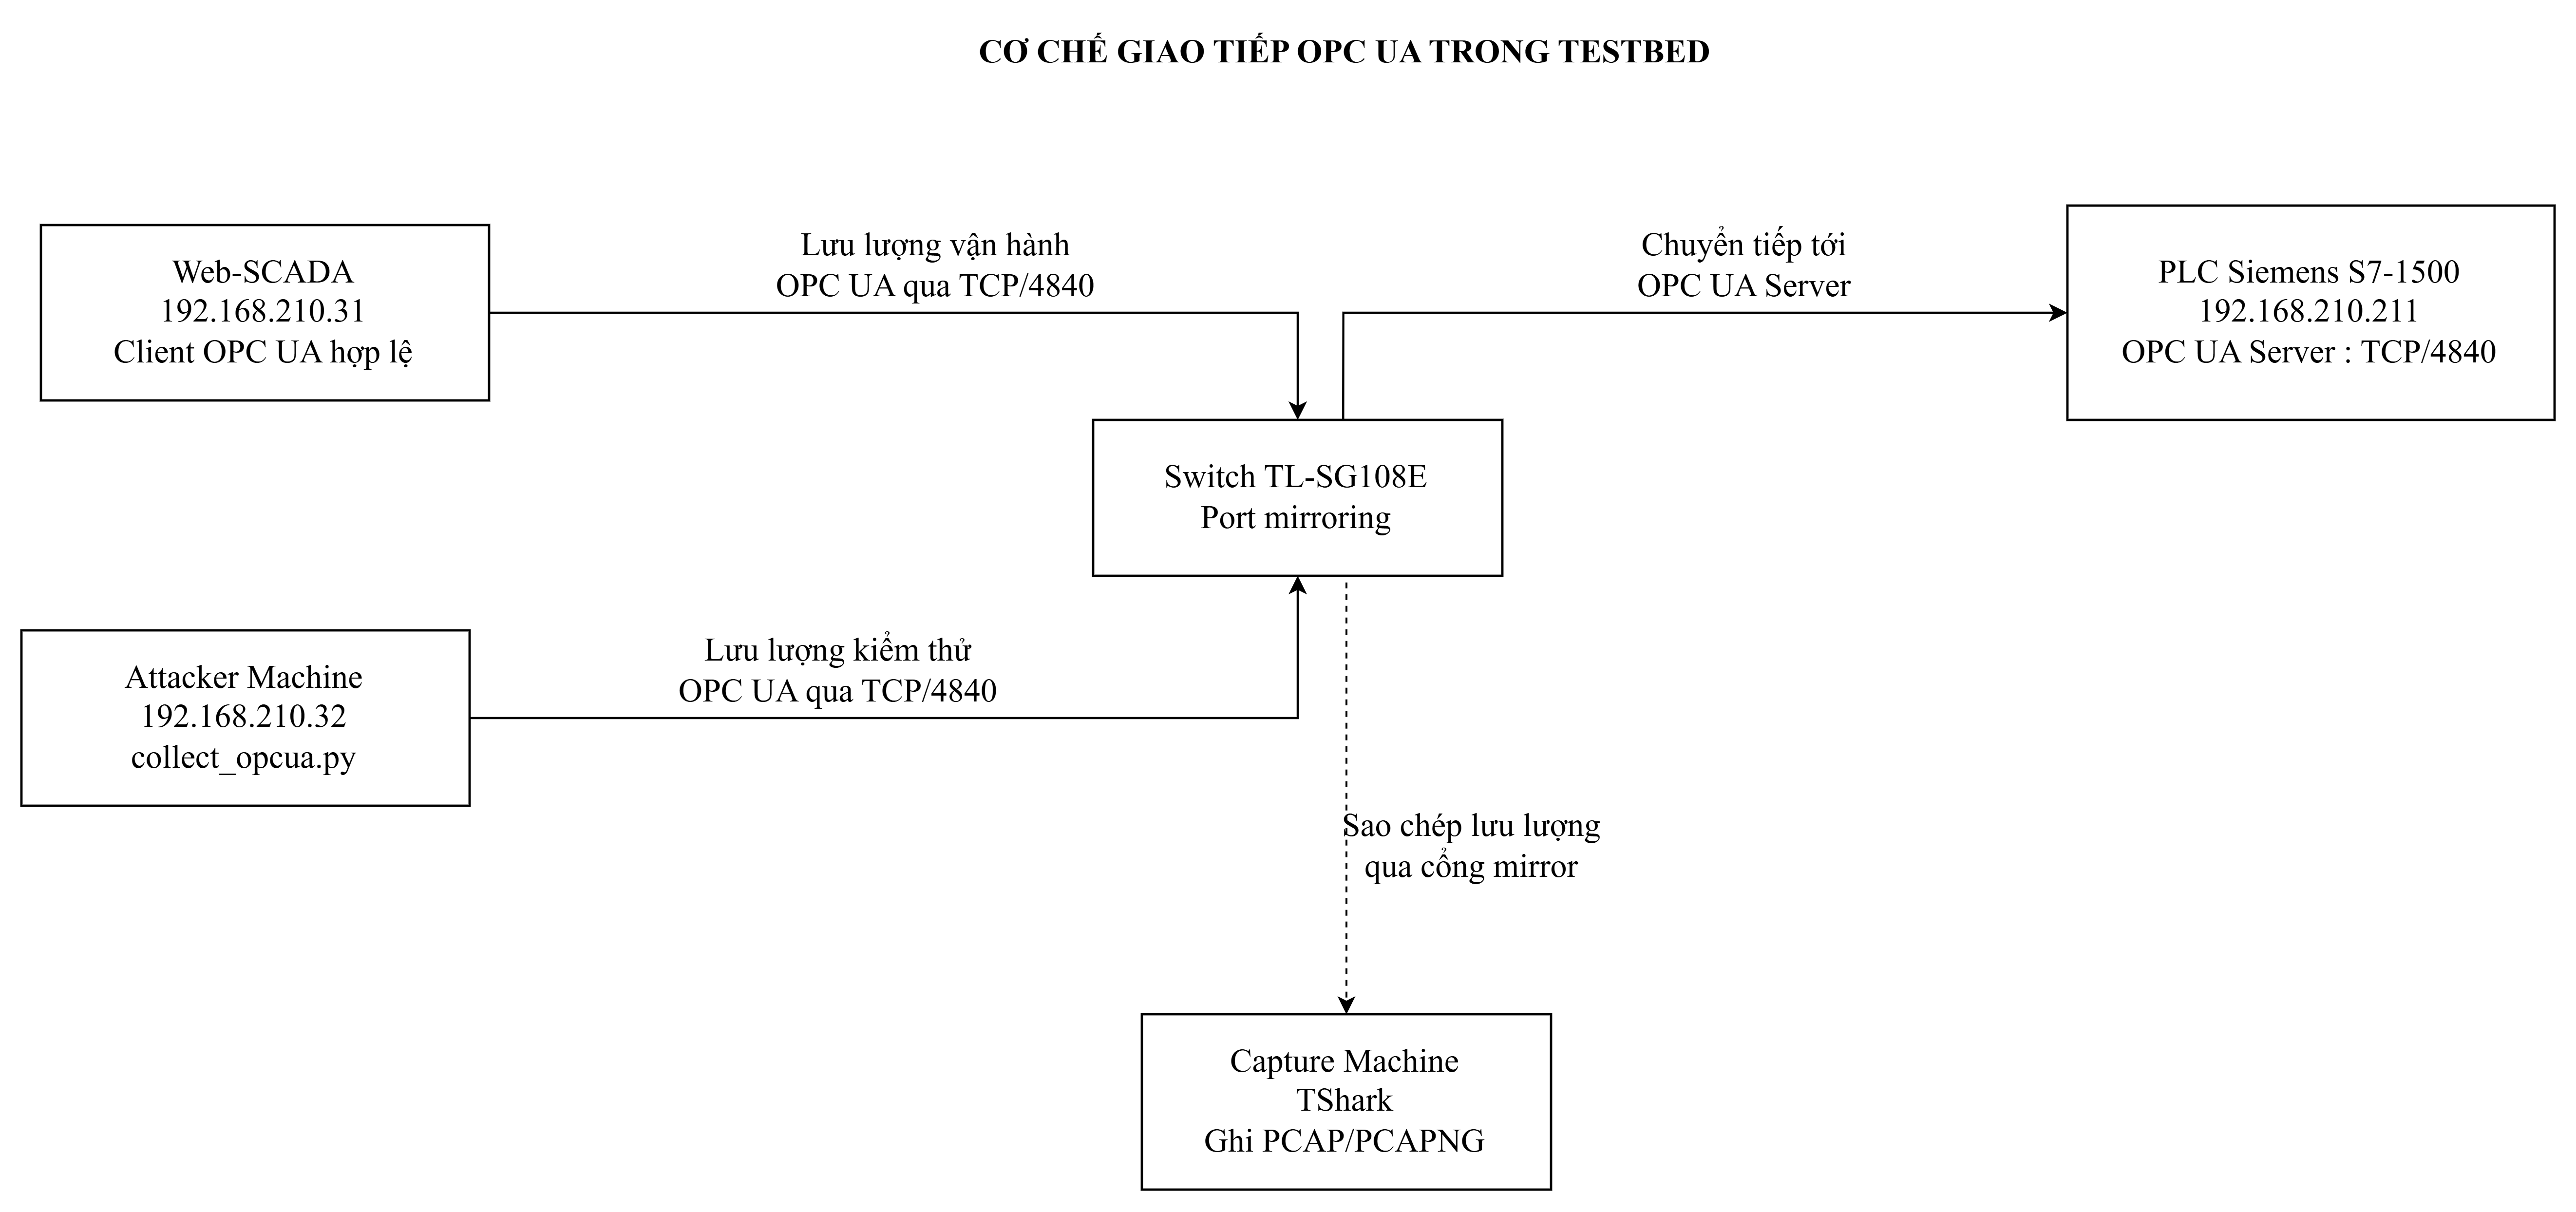 CƠ CHẾ GIAO TIẾP OPC UA TRONG TESTBED
Web-SCADA
192.168.210.31
Client OPC UA hợp lệ
Lưu lượng vận hành
OPC UA qua TCP/4840
Chuyển tiếp tới
OPC UA Server
PLC Siemens S7-1500
192.168.210.211
OPC UA Server : TCP/4840
Switch TL-SG108E
Port mirroring
Attacker Machine
192.168.210.32
collect_opcua.py
Lưu lượng kiểm thử
OPC UA qua TCP/4840
Sao chép lưu lượng
qua cổng mirror
Capture Machine
TShark
Ghi PCAP/PCAPNG